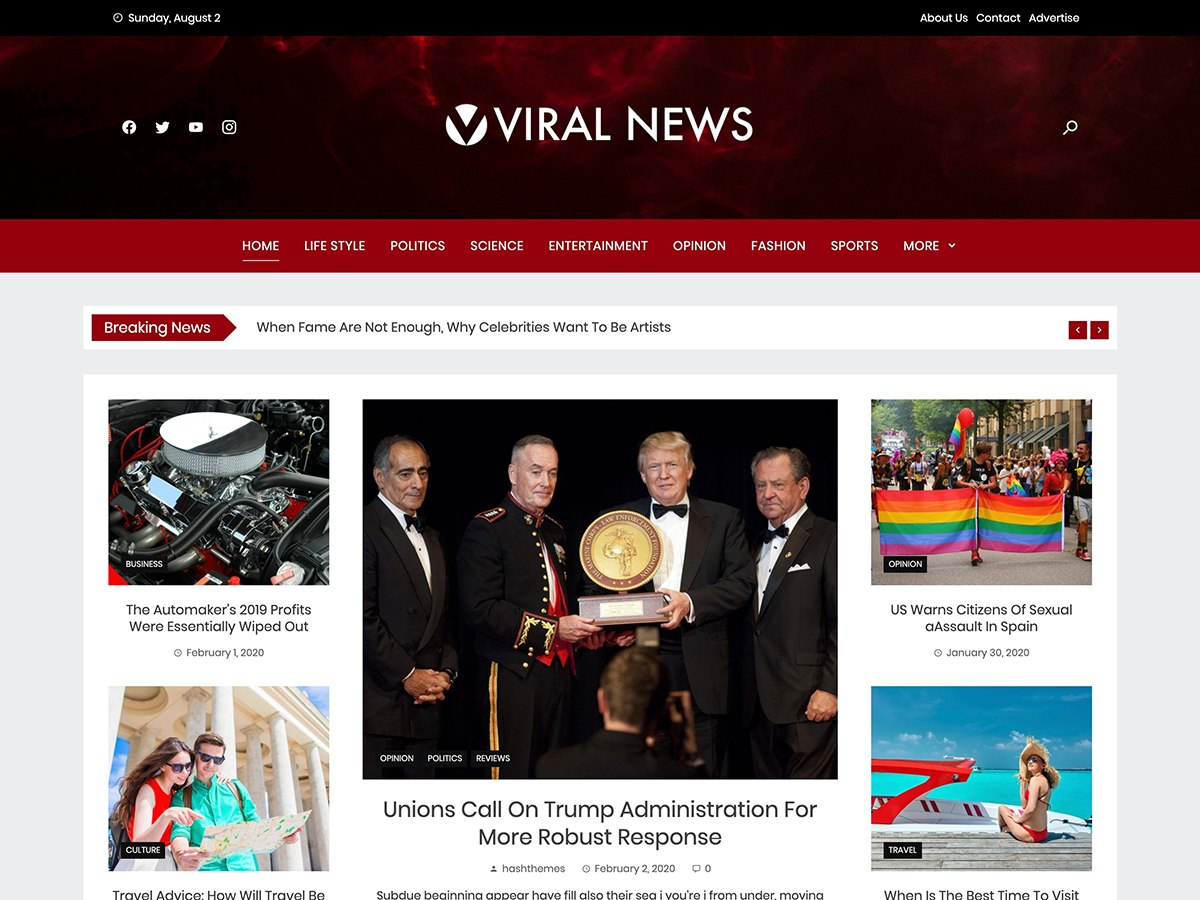 Sunday, August 2
About Us Contact Advertise
VIRAL NEWS
HOME LIFE STYLE POLITICS SCIENCE ENTERTAINMENT OPINION FASHION SPORTS MORE
Breaking News
When Fame Are Not Enough, Why Celebrities Want To Be Artists
BUSINESS
The Automaker's 2019 Profits
Were Essentially Wiped Out
February 1, 2020
CULTURE
Travel Advice: How Will Travel Be
OPINION POLITICS REVIEWS
Unions Call On Trump Administration For
More Robust Response
hashthemes February 2, 2020 0
Subdue beginning appear have fill also their sea i you're i from under, moving
OPINION
US Warns Citizens Of Sexual
aAssault In Spain
January 30, 2020
TRAVEL
When Is The Best Time To Visit